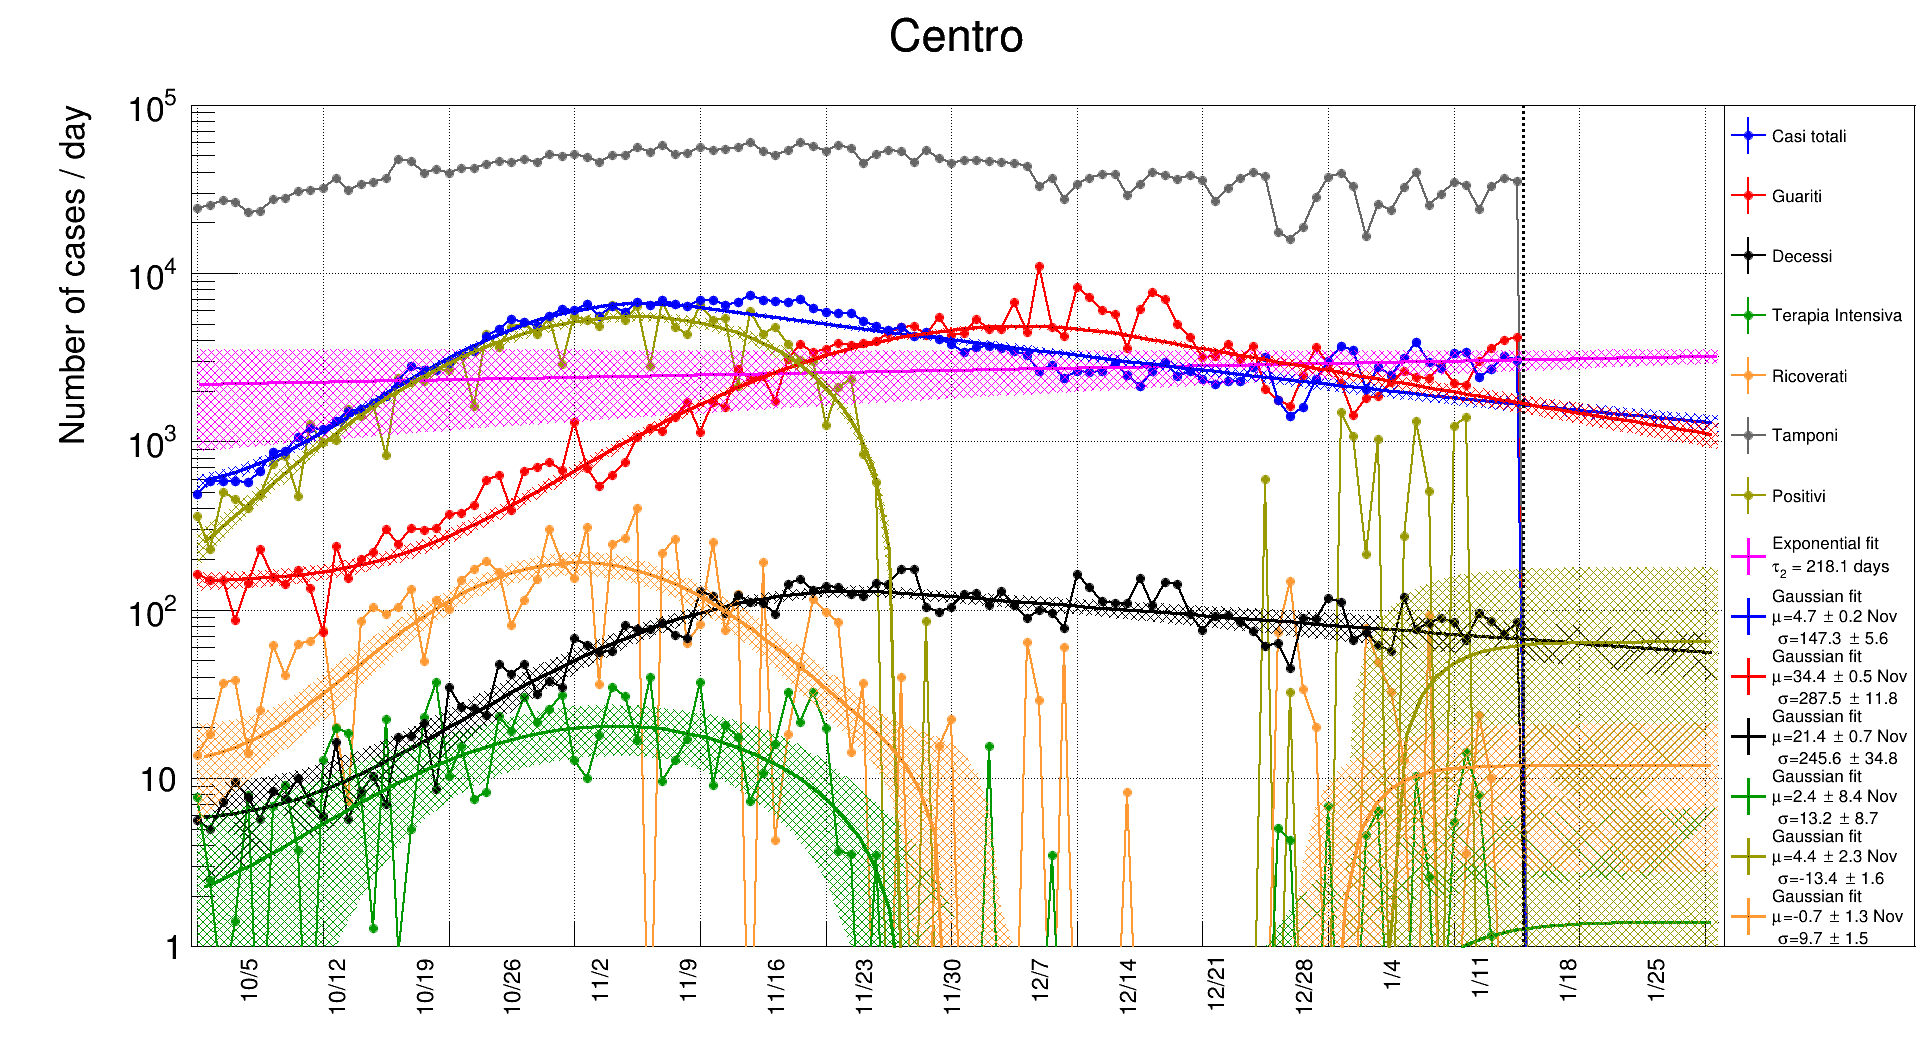 Centro
Number of cases / day
10^5
10^4
10^3
10^2
10
1
10/5
10/12
10/19
10/26
11/2
11/9
11/16
11/23
11/30
12/7
12/14
12/21
12/28
1/4
1/11
1/18
1/25
Casi totali
Guariti
Decessi
Terapia Intensiva
Ricoverati
Tamponi
Positivi
Exponential fit
τ₂ = 218.1 days
Gaussian fit
μ=4.7 ± 0.2 Nov
σ=147.3 ± 5.6
Gaussian fit
μ=34.4 ± 0.5 Nov
σ=287.5 ± 11.8
Gaussian fit
μ=21.4 ± 0.7 Nov
σ=245.6 ± 34.8
Gaussian fit
μ=2.4 ± 8.4 Nov
σ=13.2 ± 8.7
Gaussian fit
μ=4.4 ± 2.3 Nov
σ=-13.4 ± 1.6
Gaussian fit
μ=-0.7 ± 1.3 Nov
σ=9.7 ± 1.5